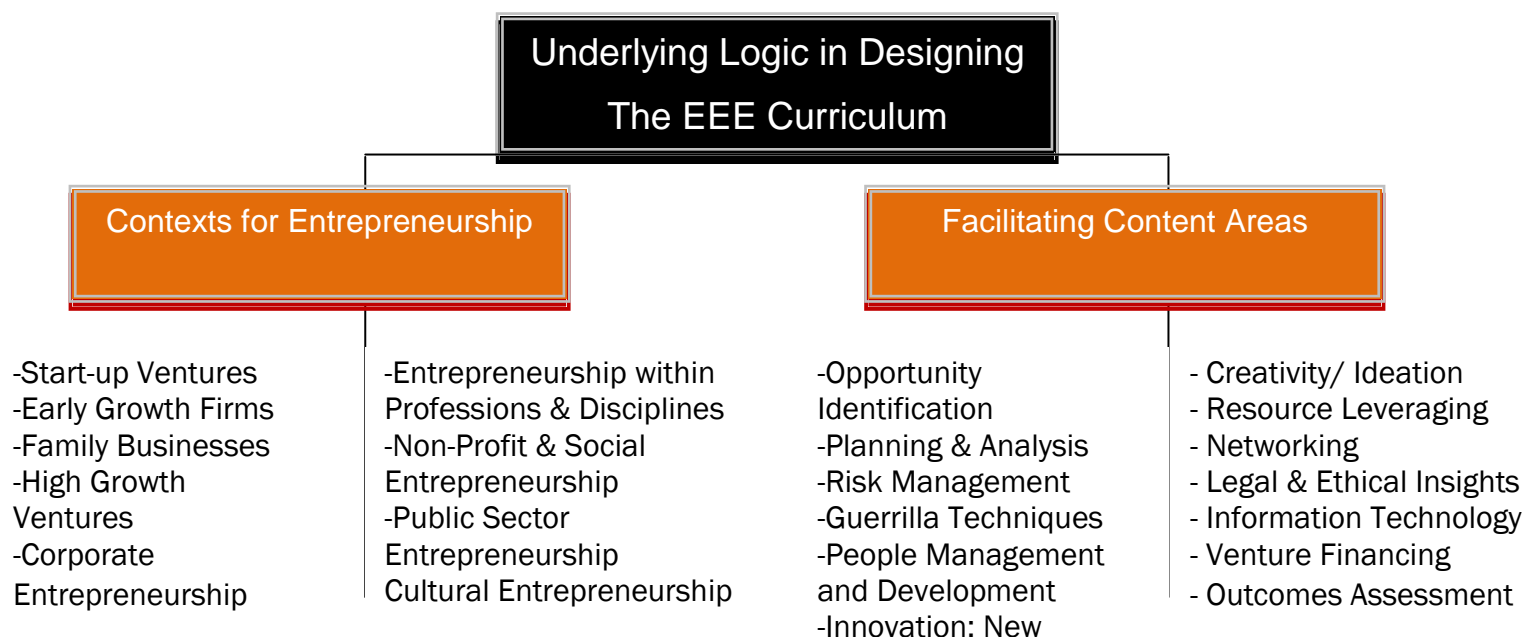 Underlying Logic in Designing
The EEE Curriculum
Contexts for Entrepreneurship
-Start-up Ventures
-Early Growth Firms
-Family Businesses
-High Growth
Ventures
-Corporate
Entrepreneurship
-Entrepreneurship within
Professions & Disciplines
-Non-Profit & Social
Entrepreneurship
-Public Sector
Entrepreneurship
Cultural Entrepreneurship
Facilitating Content Areas
-Opportunity
Identification
-Planning & Analysis
-Risk Management
-Guerrilla Techniques
-People Management
and Development
-Innovation: New
- Creativity/ Ideation
- Resource Leveraging
- Networking
- Legal & Ethical Insights
- Information Technology
- Venture Financing
- Outcomes Assessment